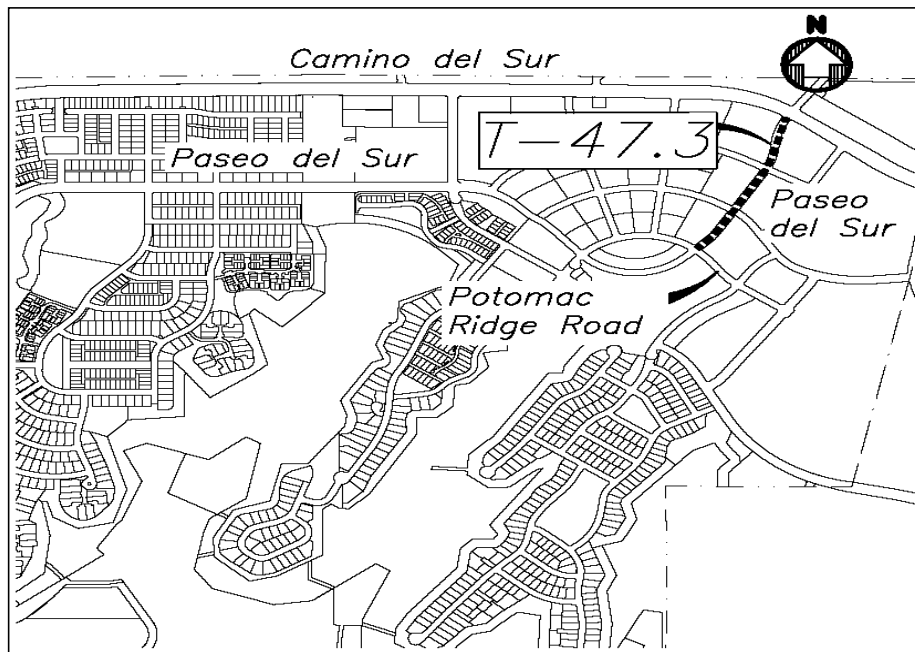 N
Camino del Sur
T-47.3
Paseo del Sur
Paseo
del Sur
Potomac
Ridge Road